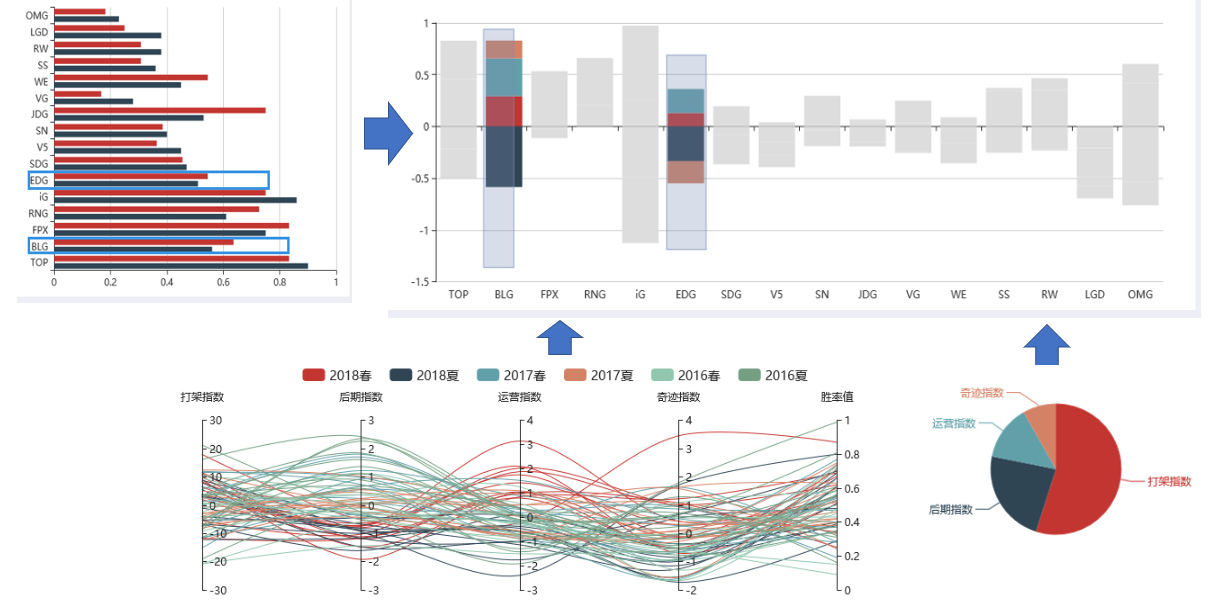 OMG
LGD
RW
SS
WE
VG
JDG
SN
V5
SDG
EDG
iG
RNG
FPX
BLG
TOP
0 0.2 0.4 0.6 0.8 1
1
0.5
0
-0.5
-1
-1.5
TOP BLG FPX RNG iG EDG SDG V5 SN JDG VG WE SS RW LGD OMG
2018春 2018夏 2017春 2017夏 2016春 2016夏
打架指数 后期指数 运营指数 奇迹指数 胜率值
30
20
10
0
-10
-20
-30
3
2
1
0
-1
-2
-3
4
3
2
1
0
-1
-2
-3
4
3
2
1
0
-1
-2
1
0.8
0.6
0.4
0.2
0
奇迹指数
运营指数
后期指数
打架指数